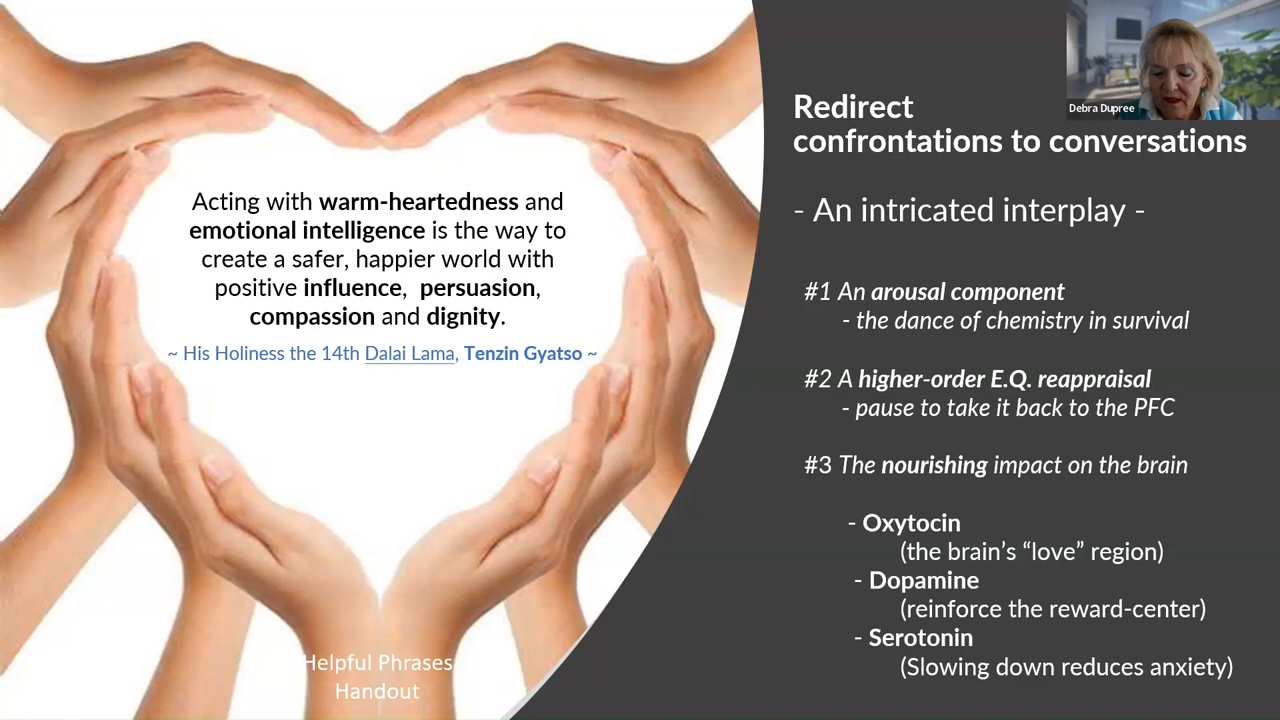 Acting with warm-heartedness and
emotional intelligence is the way to
create a safer, happier world with
positive influence, persuasion,
compassion and dignity.
~ His Holiness the 14th Dalai Lama, Tenzin Gyatso ~
Helpful Phrases
Handout
Debra Dupree
Redirect
confrontations to conversations
- An intricated interplay -
#1 An arousal component
- the dance of chemistry in survival
#2 A higher-order E.Q. reappraisal
- pause to take it back to the PFC
#3 The nourishing impact on the brain
- Oxytocin
(the brain's “love” region)
- Dopamine
(reinforce the reward-center)
- Serotonin
(Slowing down reduces anxiety)